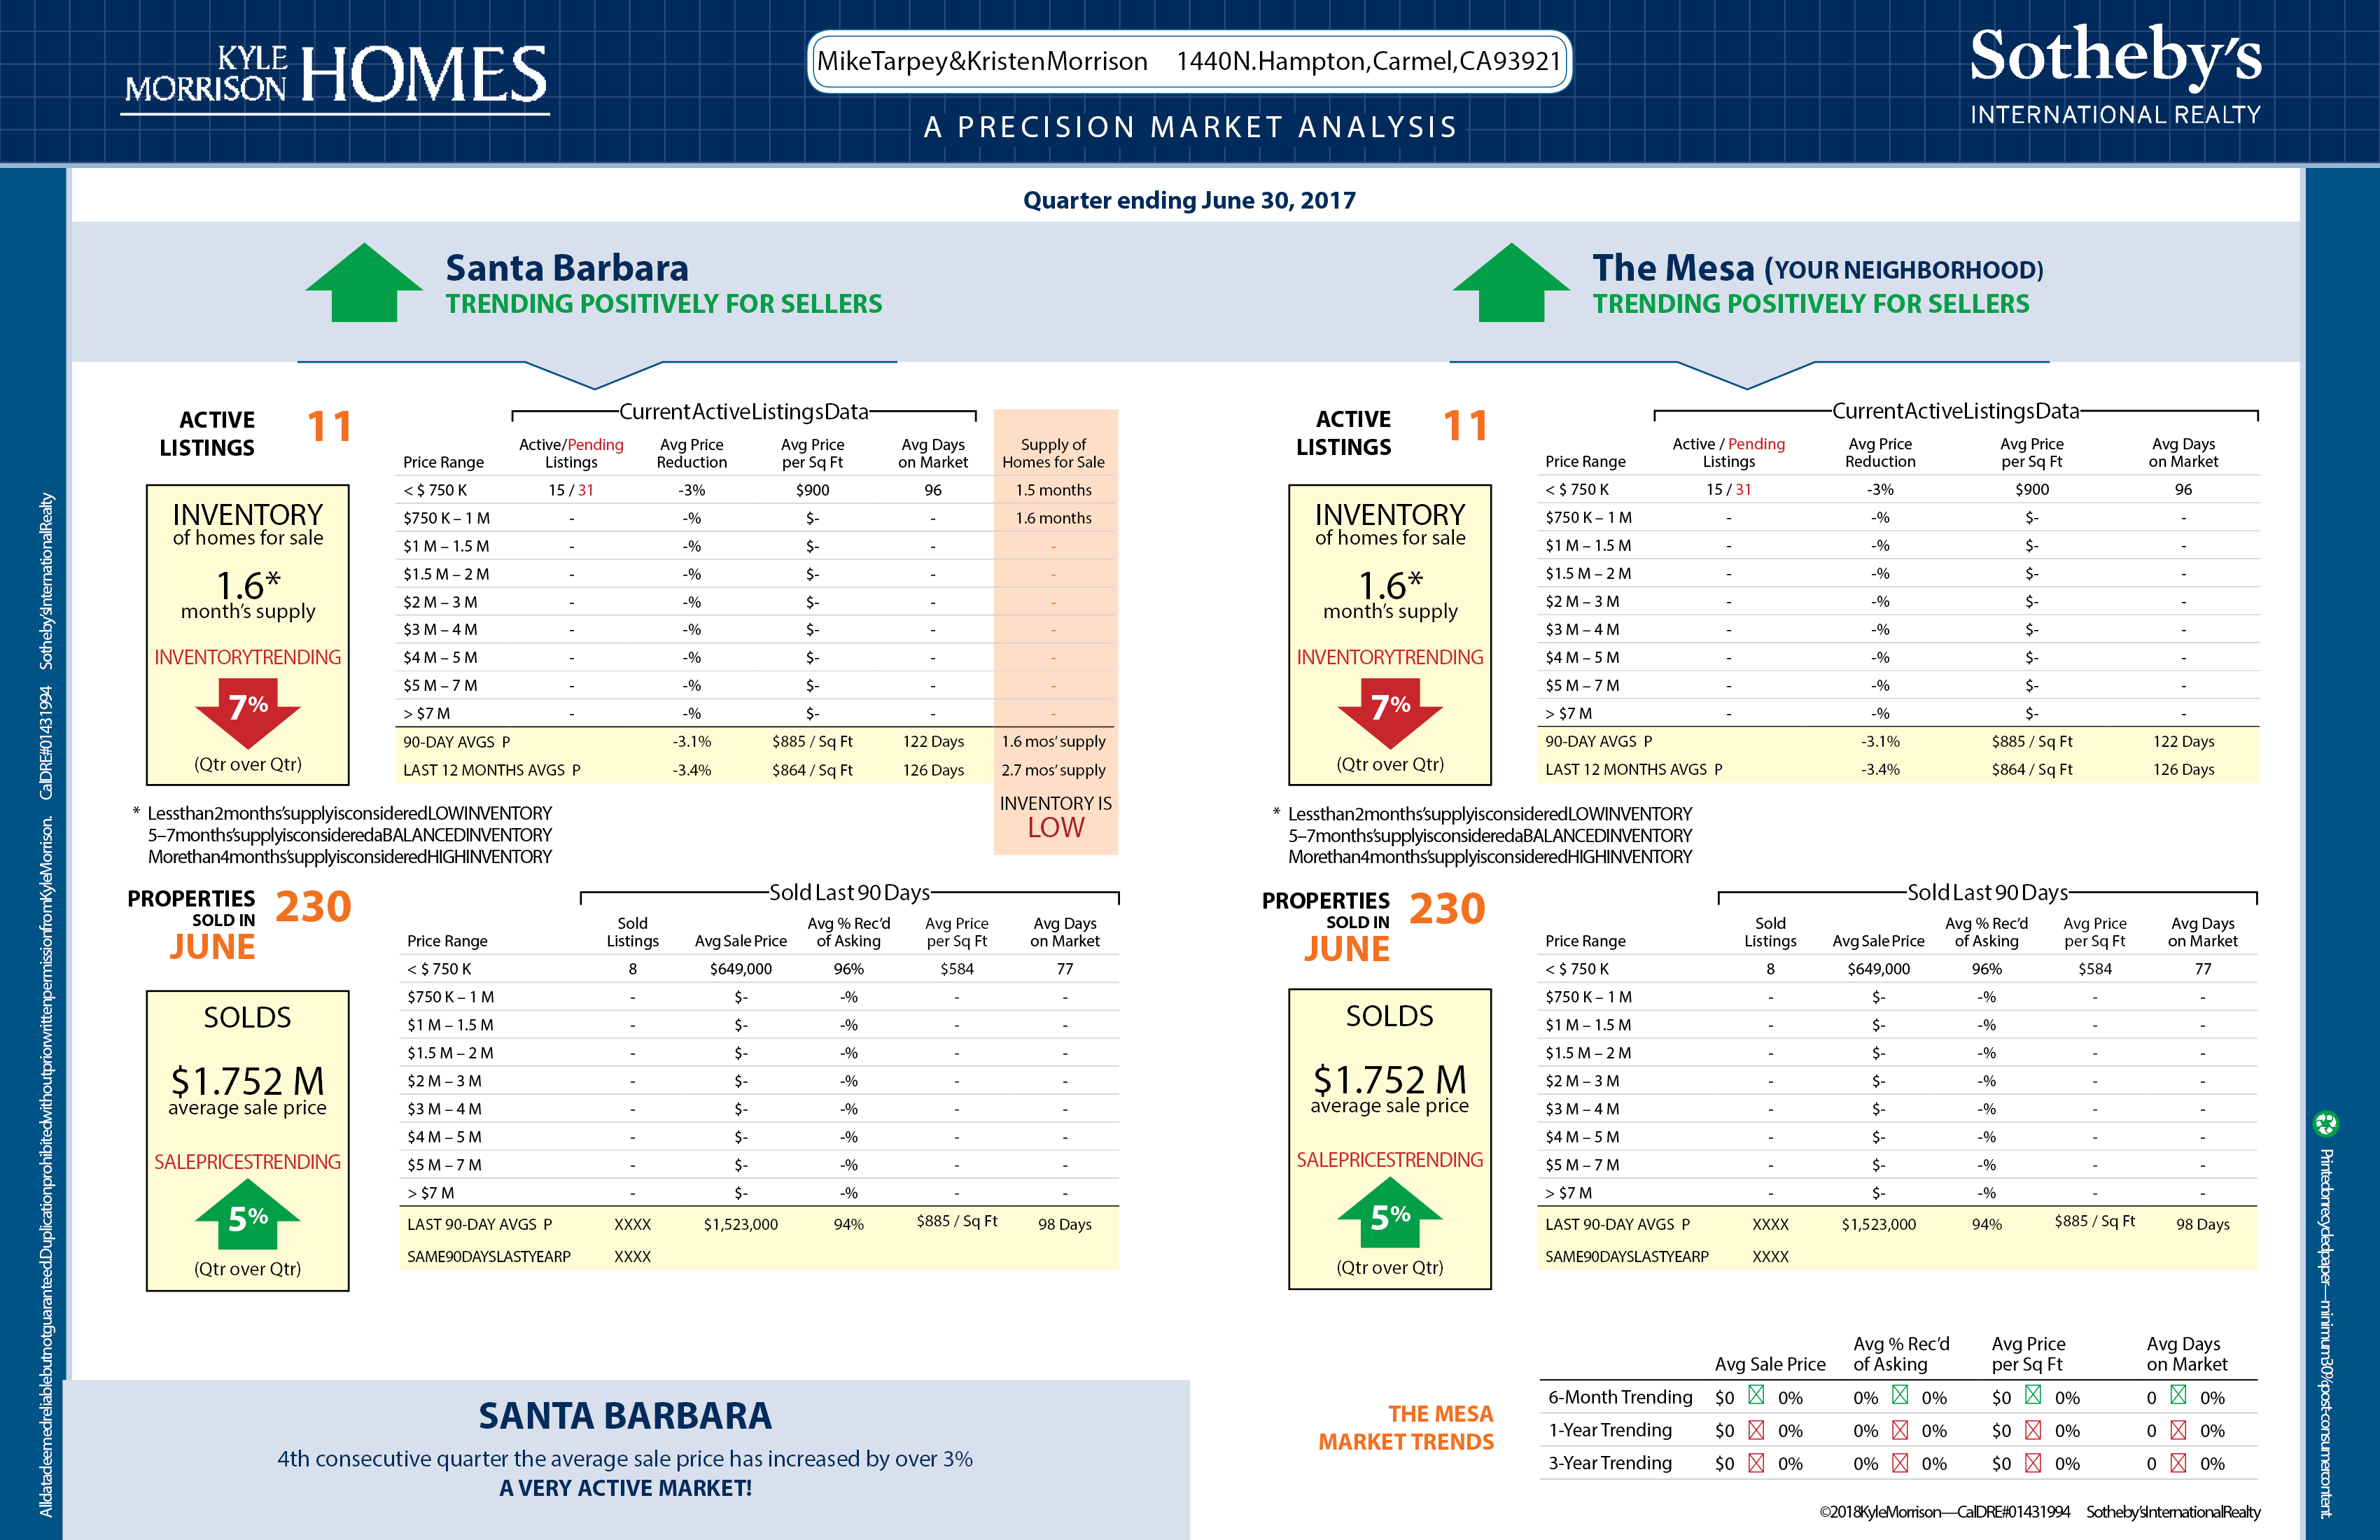 KYLE
MORRISON HOMES
MikeTarpey&KristenMorrison 1440N.Hampton,Carmel,CA93921
A PRECISION MARKET ANALYSIS
Sotheby's
INTERNATIONAL REALTY
Quarter ending June 30, 2017
Santa Barbara
TRENDING POSITIVELY FOR SELLERS
The Mesa (YOUR NEIGHBORHOOD)
TRENDING POSITIVELY FOR SELLERS
ACTIVE
LISTINGS
11
INVENTORY
of homes for sale
1.6*
month's supply
INVENTORYTRENDING
7%
(Qtr over Qtr)
CurrentActiveListingsData
Price Range Active/Pending Listings Avg Price Reduction Avg Price per Sq Ft Avg Days on Market Supply of Homes for Sale
< $ 750 K 15 / 31 -3% $900 96 1.5 months
$750 K – 1 M - -% $- - 1.6 months
$1 M – 1.5 M - -% $- - -
$1.5 M – 2 M - -% $- - -
$2 M – 3 M - -% $- - -
$3 M – 4 M - -% $- - -
$4 M – 5 M - -% $- - -
$5 M – 7 M - -% $- - -
> $7 M - -% $- - -
90-DAY AVGS P -3.1% $885 / Sq Ft 122 Days 1.6 mos' supply
LAST 12 MONTHS AVGS P -3.4% $864 / Sq Ft 126 Days 2.7 mos' supply
INVENTORY IS
LOW
* Lessthan2months'supplyisconsideredLOWINVENTORY
5–7months'supplyisconsideredaBALANCEDINVENTORY
Morethan4months'supplyisconsideredHIGHINVENTORY
ACTIVE
LISTINGS
11
INVENTORY
of homes for sale
1.6*
month's supply
INVENTORYTRENDING
7%
(Qtr over Qtr)
CurrentActiveListingsData
Price Range Active / Pending Listings Avg Price Reduction Avg Price per Sq Ft Avg Days on Market
< $ 750 K 15 / 31 -3% $900 96
$750 K – 1 M - -% $- -
$1 M – 1.5 M - -% $- -
$1.5 M – 2 M - -% $- -
$2 M – 3 M - -% $- -
$3 M – 4 M - -% $- -
$4 M – 5 M - -% $- -
$5 M – 7 M - -% $- -
> $7 M - -% $- -
90-DAY AVGS P -3.1% $885 / Sq Ft 122 Days
LAST 12 MONTHS AVGS P -3.4% $864 / Sq Ft 126 Days
* Lessthan2months'supplyisconsideredLOWINVENTORY
5–7months'supplyisconsideredaBALANCEDINVENTORY
Morethan4months'supplyisconsideredHIGHINVENTORY
PROPERTIES
SOLD IN
JUNE
230
SOLDS
$1.752 M
average sale price
SALEPRICESTRENDING
5%
(Qtr over Qtr)
Sold Last 90 Days
Price Range Sold Listings Avg Sale Price Avg % Rec'd of Asking Avg Price per Sq Ft Avg Days on Market
< $ 750 K 8 $649,000 96% $584 77
$750 K – 1 M - $- -% - -
$1 M – 1.5 M - $- -% - -
$1.5 M – 2 M - $- -% - -
$2 M – 3 M - $- -% - -
$3 M – 4 M - $- -% - -
$4 M – 5 M - $- -% - -
$5 M – 7 M - $- -% - -
> $7 M - $- -% - -
LAST 90-DAY AVGS P XXXX $1,523,000 94% $885 / Sq Ft 98 Days
SAME90DAYSLASTYEARP XXXX
PROPERTIES
SOLD IN
JUNE
230
SOLDS
$1.752 M
average sale price
SALEPRICESTRENDING
5%
(Qtr over Qtr)
Sold Last 90 Days
Price Range Sold Listings Avg Sale Price Avg % Rec'd of Asking Avg Price per Sq Ft Avg Days on Market
< $ 750 K 8 $649,000 96% $584 77
$750 K – 1 M - $- -% - -
$1 M – 1.5 M - $- -% - -
$1.5 M – 2 M - $- -% - -
$2 M – 3 M - $- -% - -
$3 M – 4 M - $- -% - -
$4 M – 5 M - $- -% - -
$5 M – 7 M - $- -% - -
> $7 M - $- -% - -
LAST 90-DAY AVGS P XXXX $1,523,000 94% $885 / Sq Ft 98 Days
SAME90DAYSLASTYEARP XXXX
SANTA BARBARA
4th consecutive quarter the average sale price has increased by over 3%
A VERY ACTIVE MARKET!
THE MESA
MARKET TRENDS
Avg Sale Price Avg % Rec'd of Asking Avg Price per Sq Ft Avg Days on Market
6-Month Trending $0 0% 0% 0% $0 0% 0 0%
1-Year Trending $0 0% 0% 0% $0 0% 0 0%
3-Year Trending $0 0% 0% 0% $0 0% 0 0%
©2018KyleMorrison—CalDRE#01431994 Sotheby'sInternationalRealty
Alldatadeemedreliablebutnotguaranteed.DuplicationprohibitedwithoutpriorwrittenpermissionfromKyleMorrison. CalDRE#01431994 Sotheby'sInternationalRealty
Printedonrecycledpaper—minimum30%post-consumercontent.